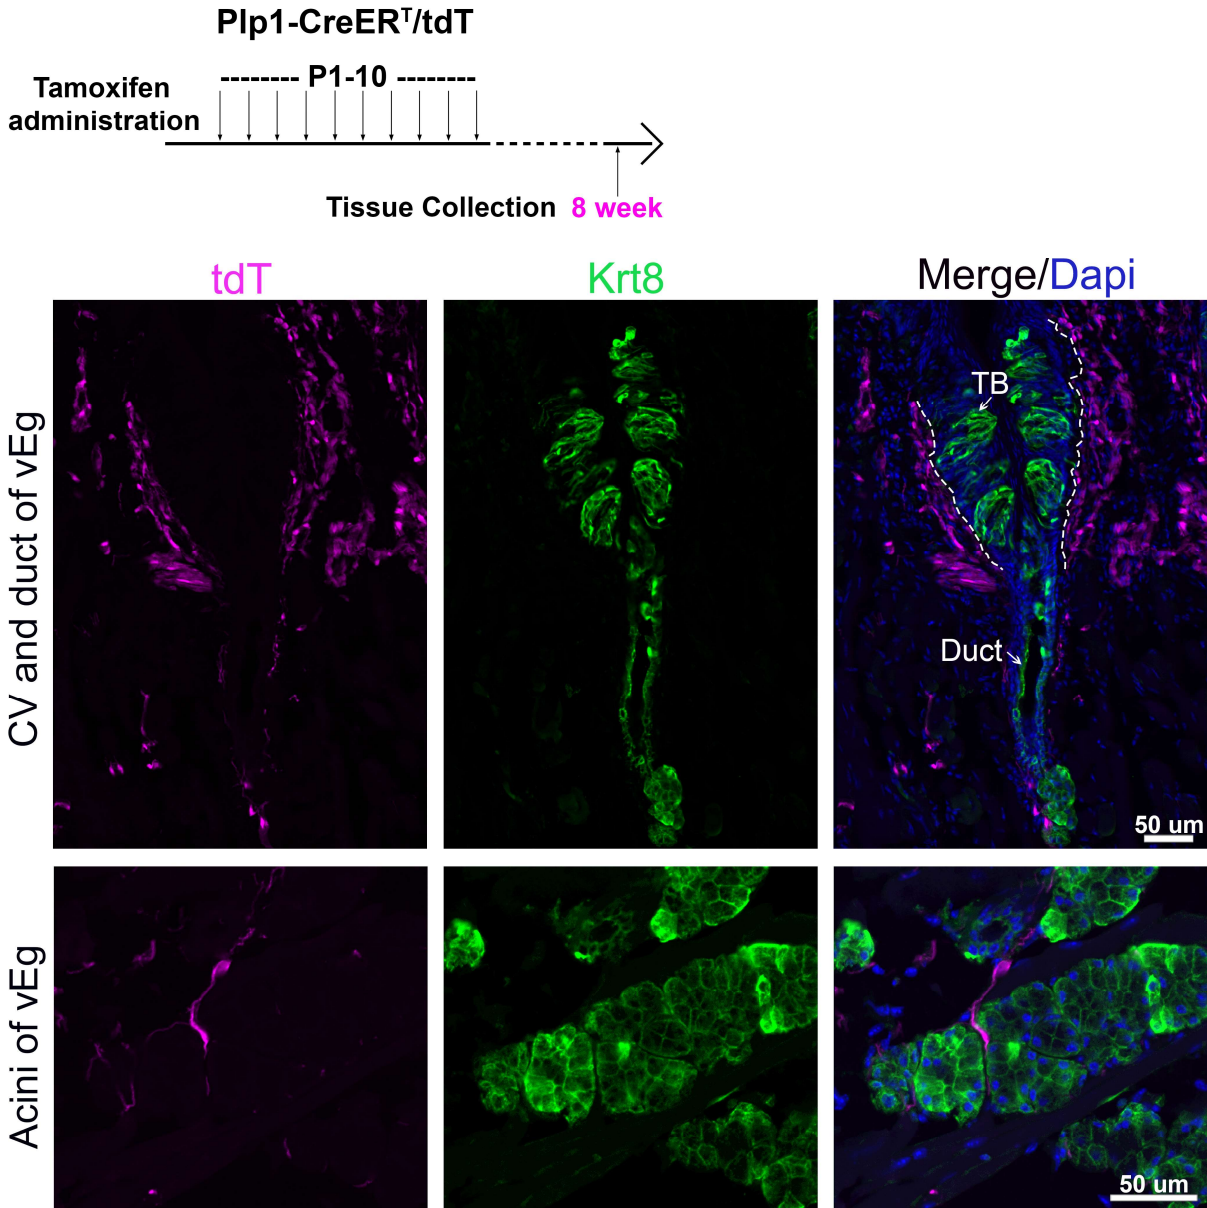 Plp1-CreERᵀ/tdT
-------- P1-10 --------
Tamoxifen
administration
Tissue Collection 8 week
tdT
Krt8
Merge/Dapi
CV and duct of vEg
TB
Duct
50 um
Acini of vEg
50 um